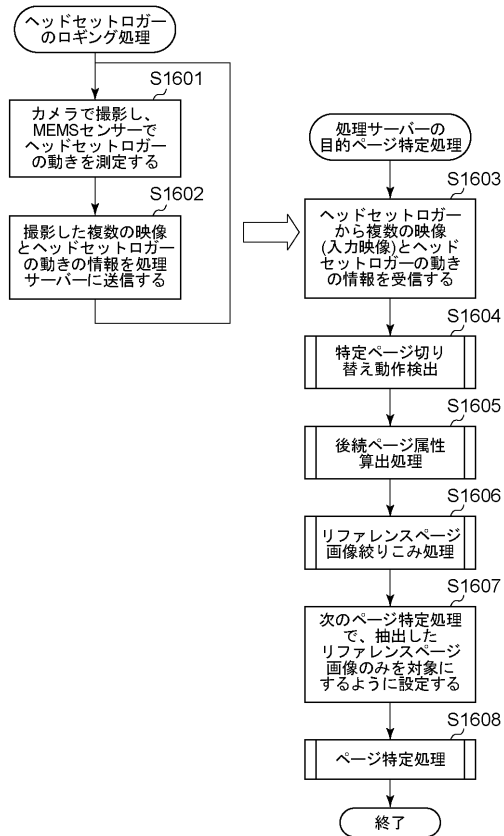 ヘッドセットロガー
のロギング処理
S1601
カメラで撮影し、
MEMSセンサーで
ヘッドセットロガー
の動きを測定する
S1602
撮影した複数の映像
とヘッドセットロガー
の動きの情報を処理
サーバーに送信する
処理サーバーの
目的ページ特定処理
S1603
ヘッドセットロガー
から複数の映像
(入力映像)とヘッド
セットロガーの動き
の情報を受信する
S1604
特定ページ切り
替え動作検出
S1605
後続ページ属性
算出処理
S1606
リファレンスページ
画像絞りこみ処理
S1607
次のページ特定処理
で、抽出した
リファレンスページ
画像のみを対象に
するように設定する
S1608
ページ特定処理
終了